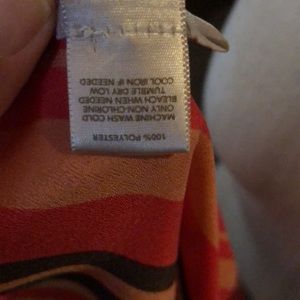 100% POLYESTER
MACHINE WASH COLD
ONLY NON-CHLORINE
BLEACH WHEN NEEDED
TUMBLE DRY LOW
COOL IRON IF NEEDED